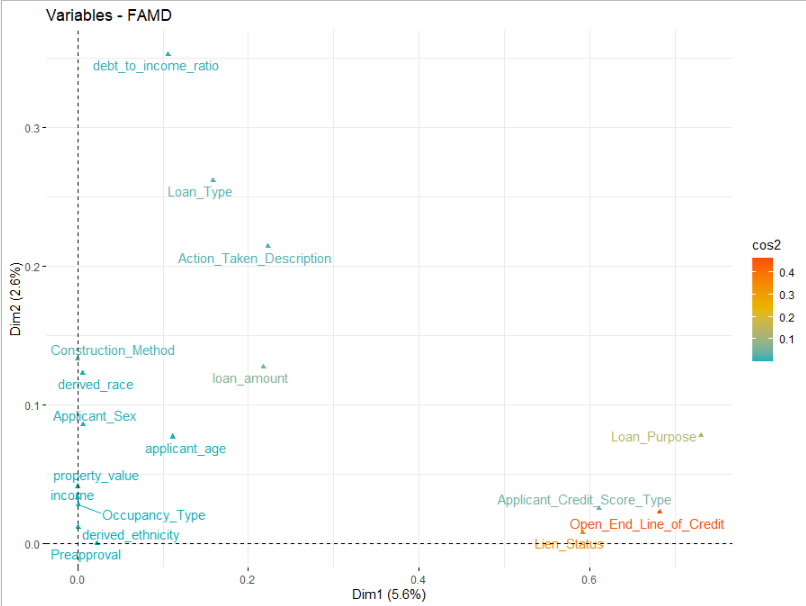 Variables - FAMD
debt_to_income_ratio
0.3
Loan_Type
Action_Taken_Description
0.2
cos2
0.4
0.3
0.2
0.1
Dim2 (2.6%)
Construction_Method
derived_race
loan_amount
0.1
Applicant_Sex
applicant_age
Loan_Purpose
property_value
income
Occupancy_Type
Applicant_Credit_Score_Type
Open_End_Line_of_Credit
derived_ethnicity
Lien_Status
0.0
Preapproval
0.0
0.2
0.4
0.6
Dim1 (5.6%)